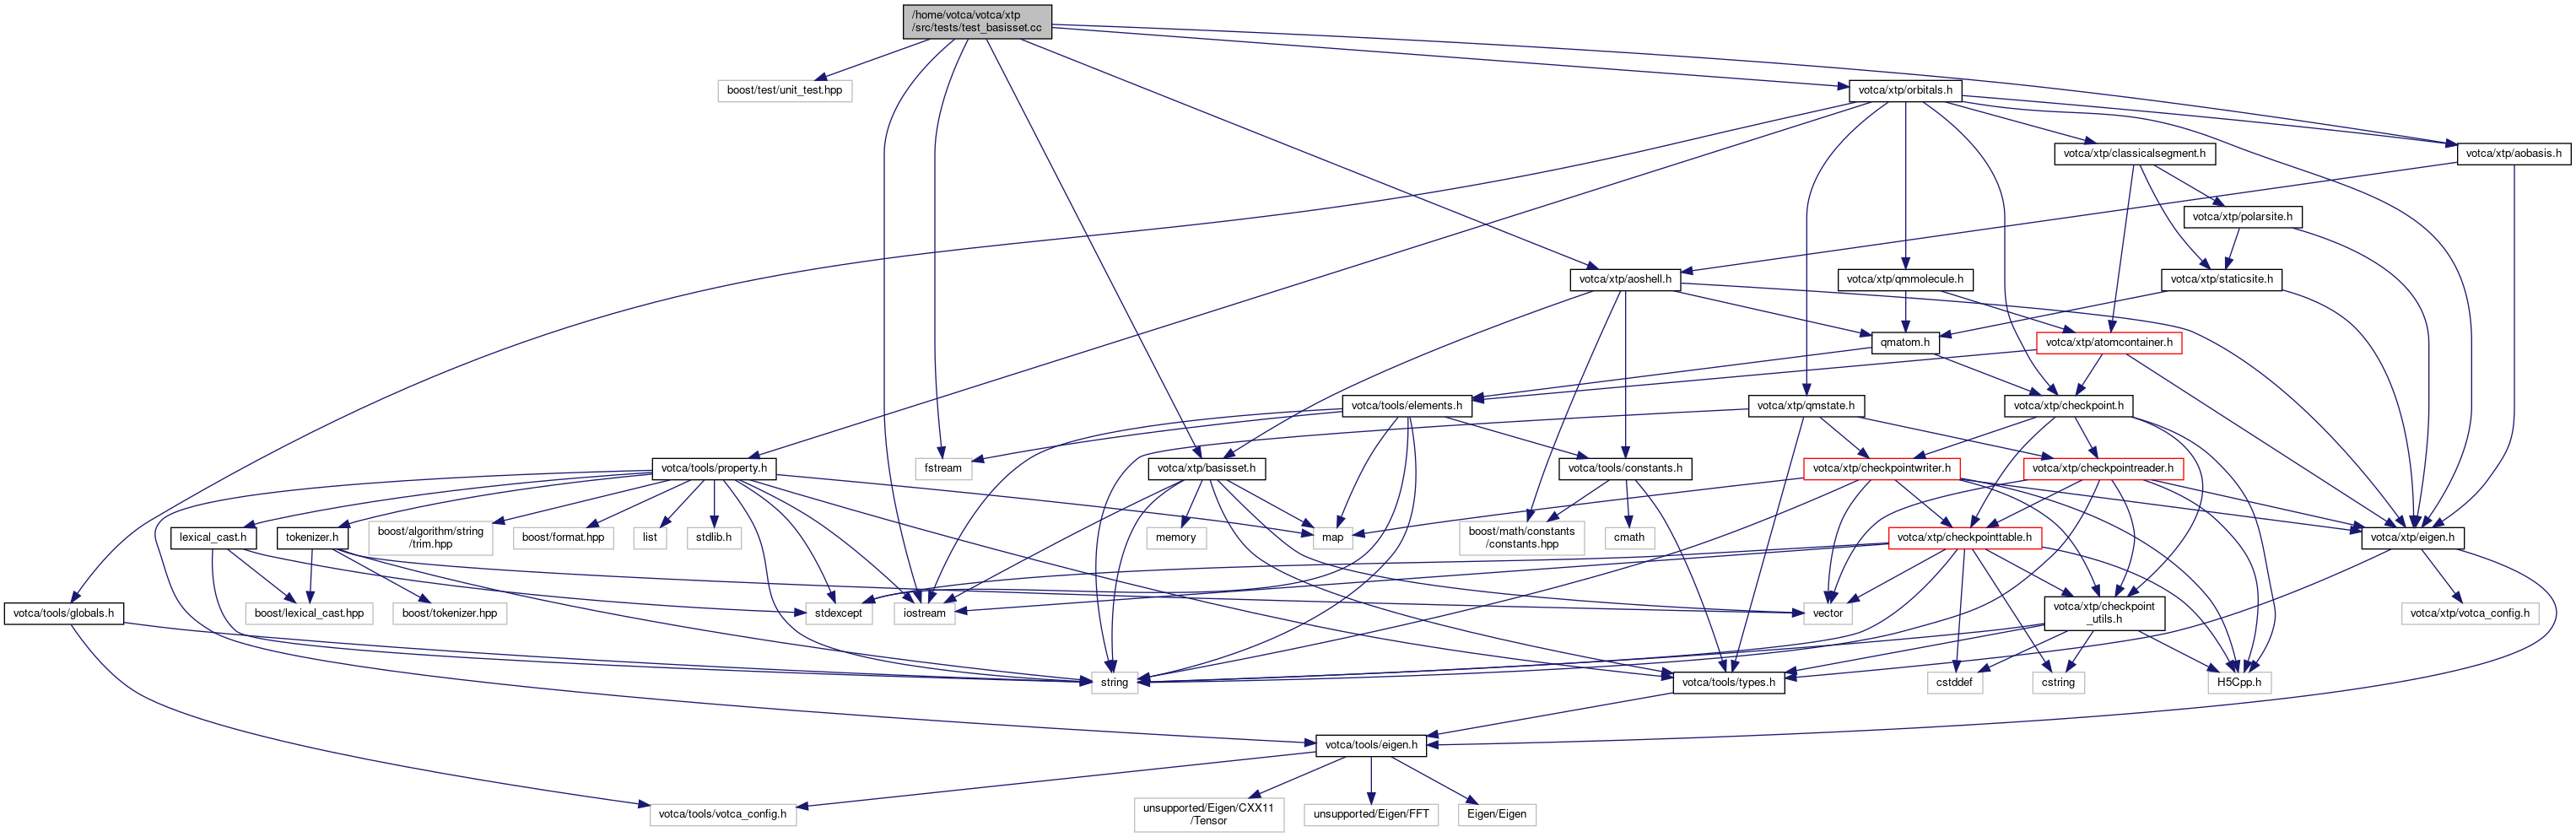 /home/votca/votca/xtp
/src/tests/test_basisset.cc
boost/test/unit_test.hpp
votca/xtp/orbitals.h
votca/xtp/classicalsegment.h
votca/xtp/aobasis.h
votca/xtp/polarsite.h
votca/xtp/aoshell.h
votca/xtp/qmmolecule.h
votca/xtp/staticsite.h
qmatom.h
votca/xtp/atomcontainer.h
votca/tools/elements.h
votca/xtp/qmstate.h
votca/xtp/checkpoint.h
votca/tools/property.h
fstream
votca/xtp/basisset.h
votca/tools/constants.h
votca/xtp/checkpointwriter.h
votca/xtp/checkpointreader.h
lexical_cast.h
tokenizer.h
boost/algorithm/string
/trim.hpp
boost/format.hpp
list
stdlib.h
memory
map
boost/math/constants
/constants.hpp
cmath
votca/xtp/checkpointtable.h
votca/xtp/eigen.h
votca/tools/globals.h
boost/lexical_cast.hpp
boost/tokenizer.hpp
stdexcept
iostream
vector
votca/xtp/checkpoint
_utils.h
votca/xtp/votca_config.h
string
votca/tools/types.h
cstddef
cstring
H5Cpp.h
votca/tools/eigen.h
votca/tools/votca_config.h
unsupported/Eigen/CXX11
/Tensor
unsupported/Eigen/FFT
Eigen/Eigen